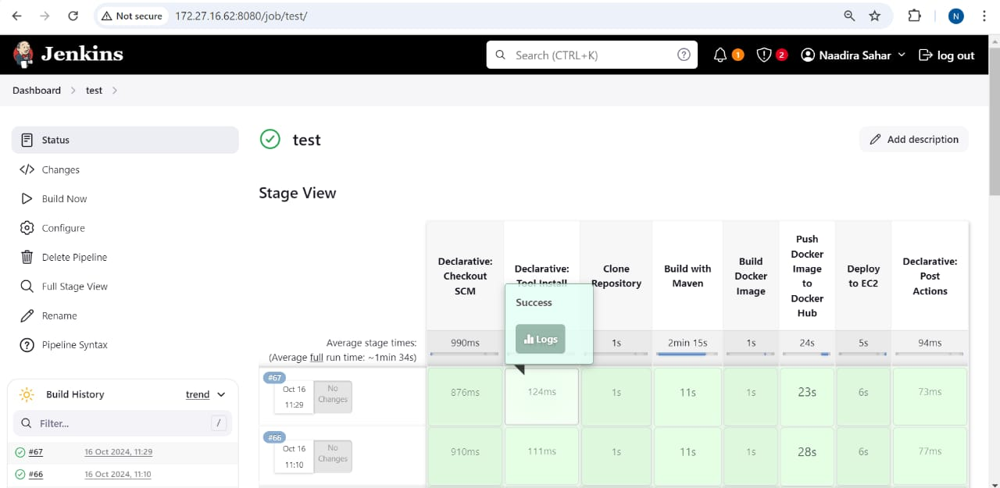 Not secure
172.27.16.62:8080/job/test/
N
Jenkins
Search (CTRL+K)
?
1
2
Naadira Sahar
log out
Dashboard
test
Status
Changes
Build Now
Configure
Delete Pipeline
Full Stage View
Rename
Pipeline Syntax
test
Add description
Stage View
Declarative:
Checkout
SCM
Declarative:
Tool Install
Clone
Repository
Build with
Maven
Build
Docker
Image
Push
Docker
Image
to
Docker
Hub
Deploy
to EC2
Declarative:
Post
Actions
Success
Logs
Average stage times:
(Average full run time: ~1min 34s)
990ms
1s
2min 15s
1s
24s
5s
94ms
#67
Oct 16
11:29
No
Changes
876ms
124ms
1s
11s
1s
23s
6s
73ms
#66
Oct 16
11:10
No
Changes
910ms
111ms
1s
11s
1s
28s
6s
77ms
Build History
trend
Filter...
/
#67
16 Oct 2024, 11:29
#66
16 Oct 2024, 11:10